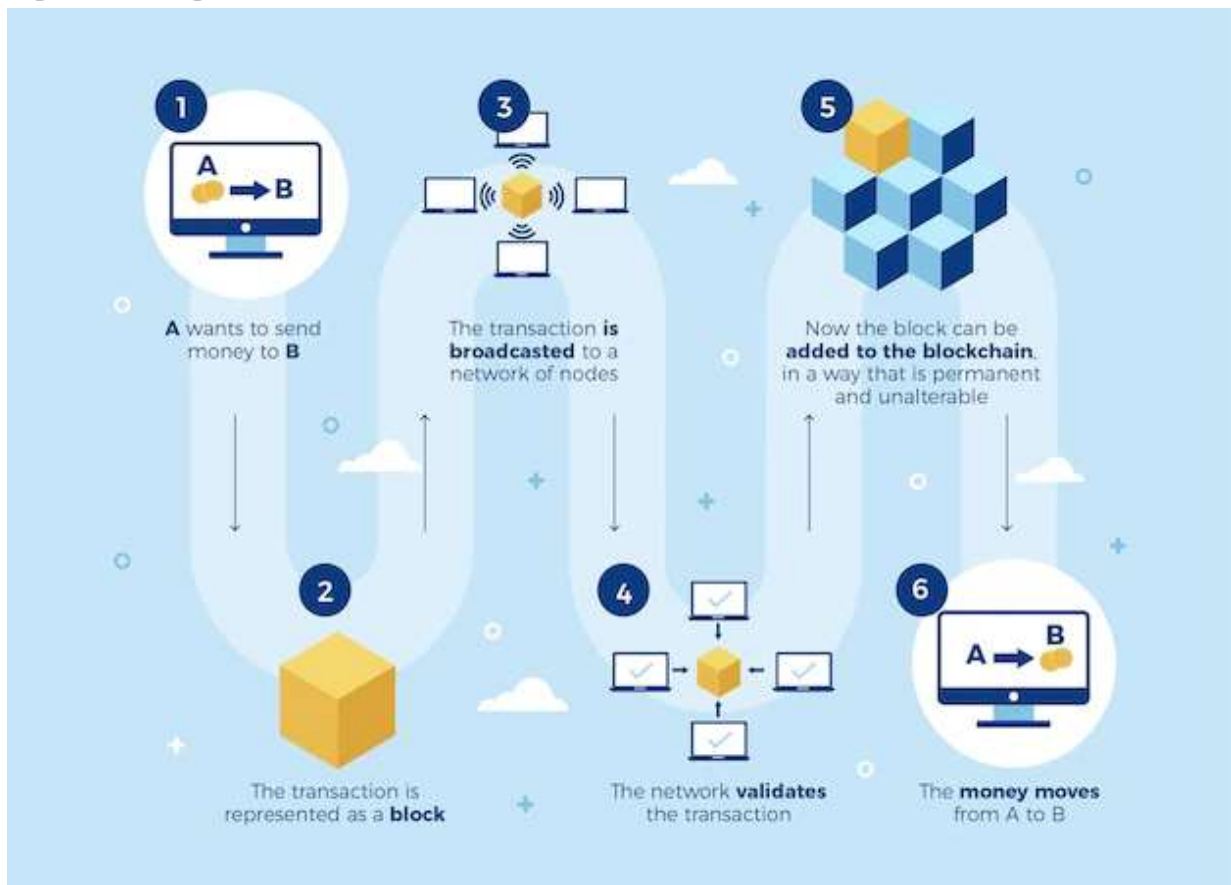 1
A
B
A wants to send
money to B
2
The transaction is
represented as a block
3
The transaction is
broadcasted to a
network of nodes
4
The network validates
the transaction
5
Now the block can be
added to the blockchain,
in a way that is permanent
and unalterable
6
A
B
The money moves
from A to B